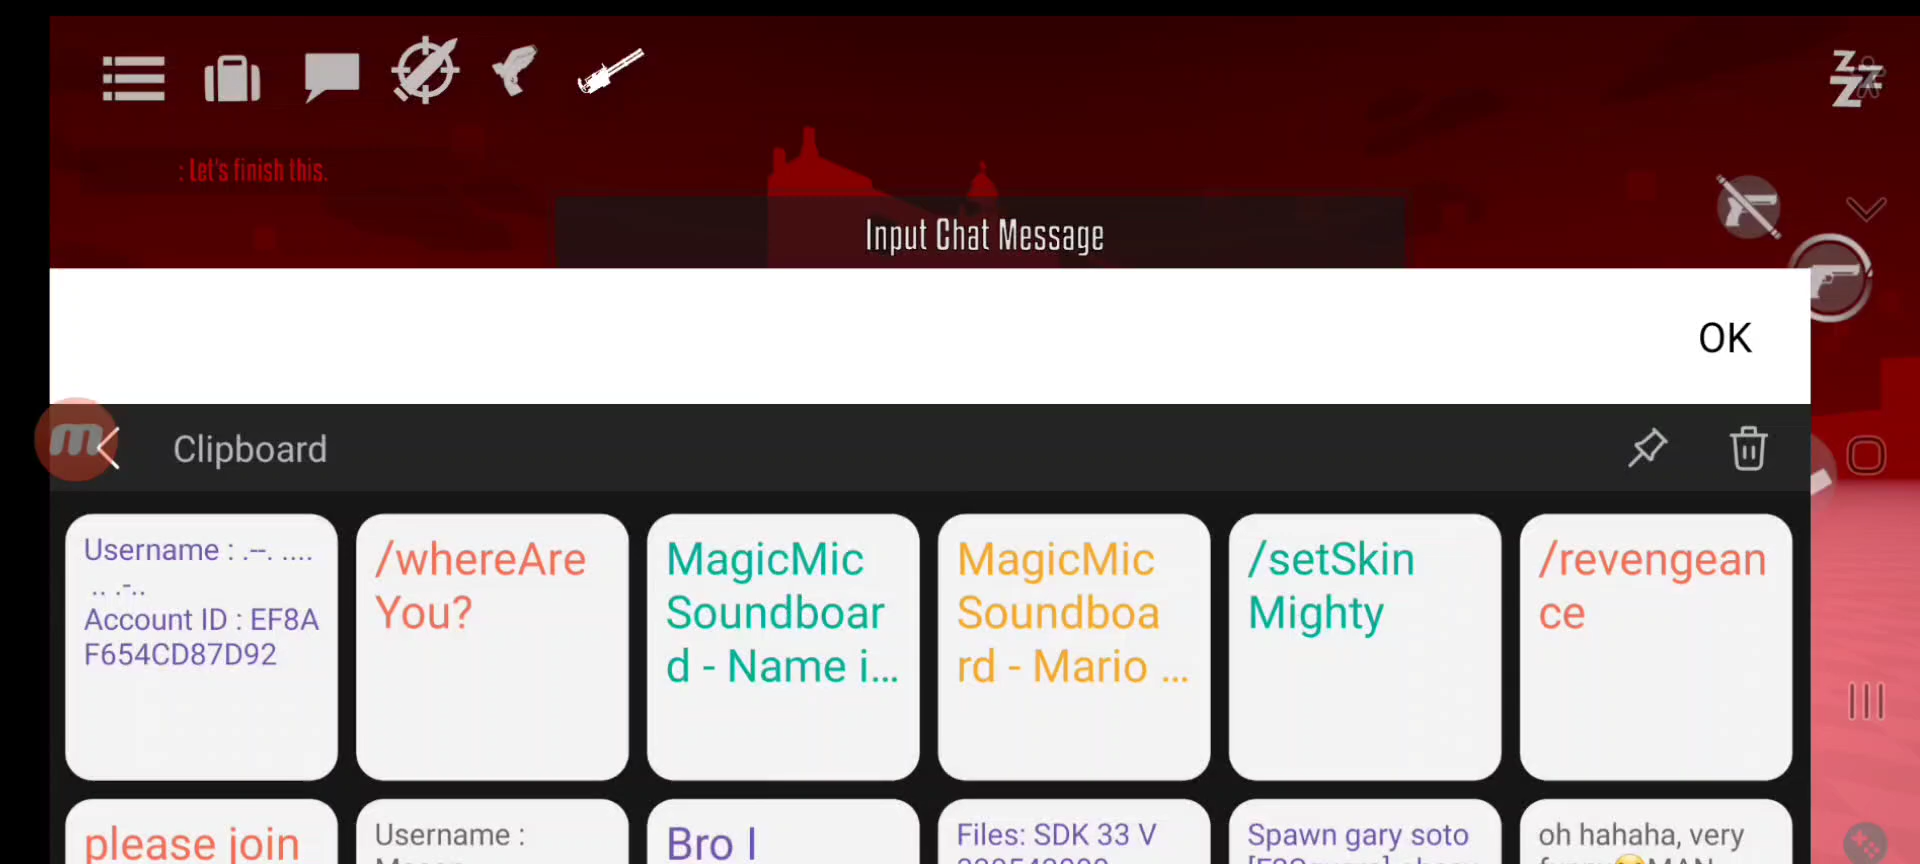 : Let's finish this.
Input Chat Message
OK
Clipboard
Username : .--. ....
.. .-..
Account ID : EF8A
F654CD87D92
/whereAre
You?
MagicMic
Soundboar
d - Name i...
MagicMic
Soundboa
rd - Mario ...
/setSkin
Mighty
/revengean
ce
please join
Username :
Bro I
Files: SDK 33 V
Spawn gary soto
oh hahaha, very